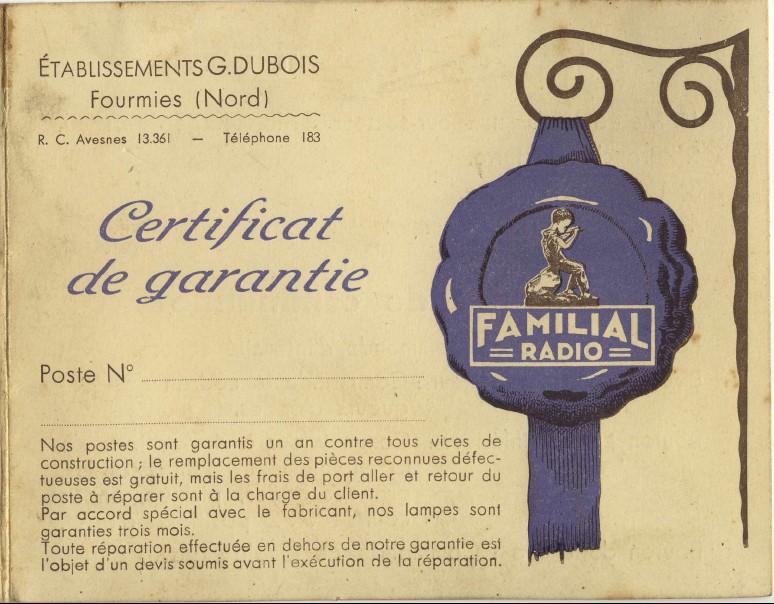 ÉTABLISSEMENTS G.DUBOIS
Fourmies (Nord)
R. C. Avesnes 13.361 — Téléphone 183
Certificat
de garantie
FAMILIAL
RADIO
Poste N°
Nos postes sont garantis un an contre tous vices de
construction ; le remplacement des pièces reconnues défec-
tueuses est gratuit, mais les frais de port aller et retour du
poste à réparer sont à la charge du client.
Par accord spécial avec le fabricant, nos lampes sont
garanties trois mois.
Toute réparation effectuée en dehors de notre garantie est
l'objet d'un devis soumis avant l'exécution de la réparation.